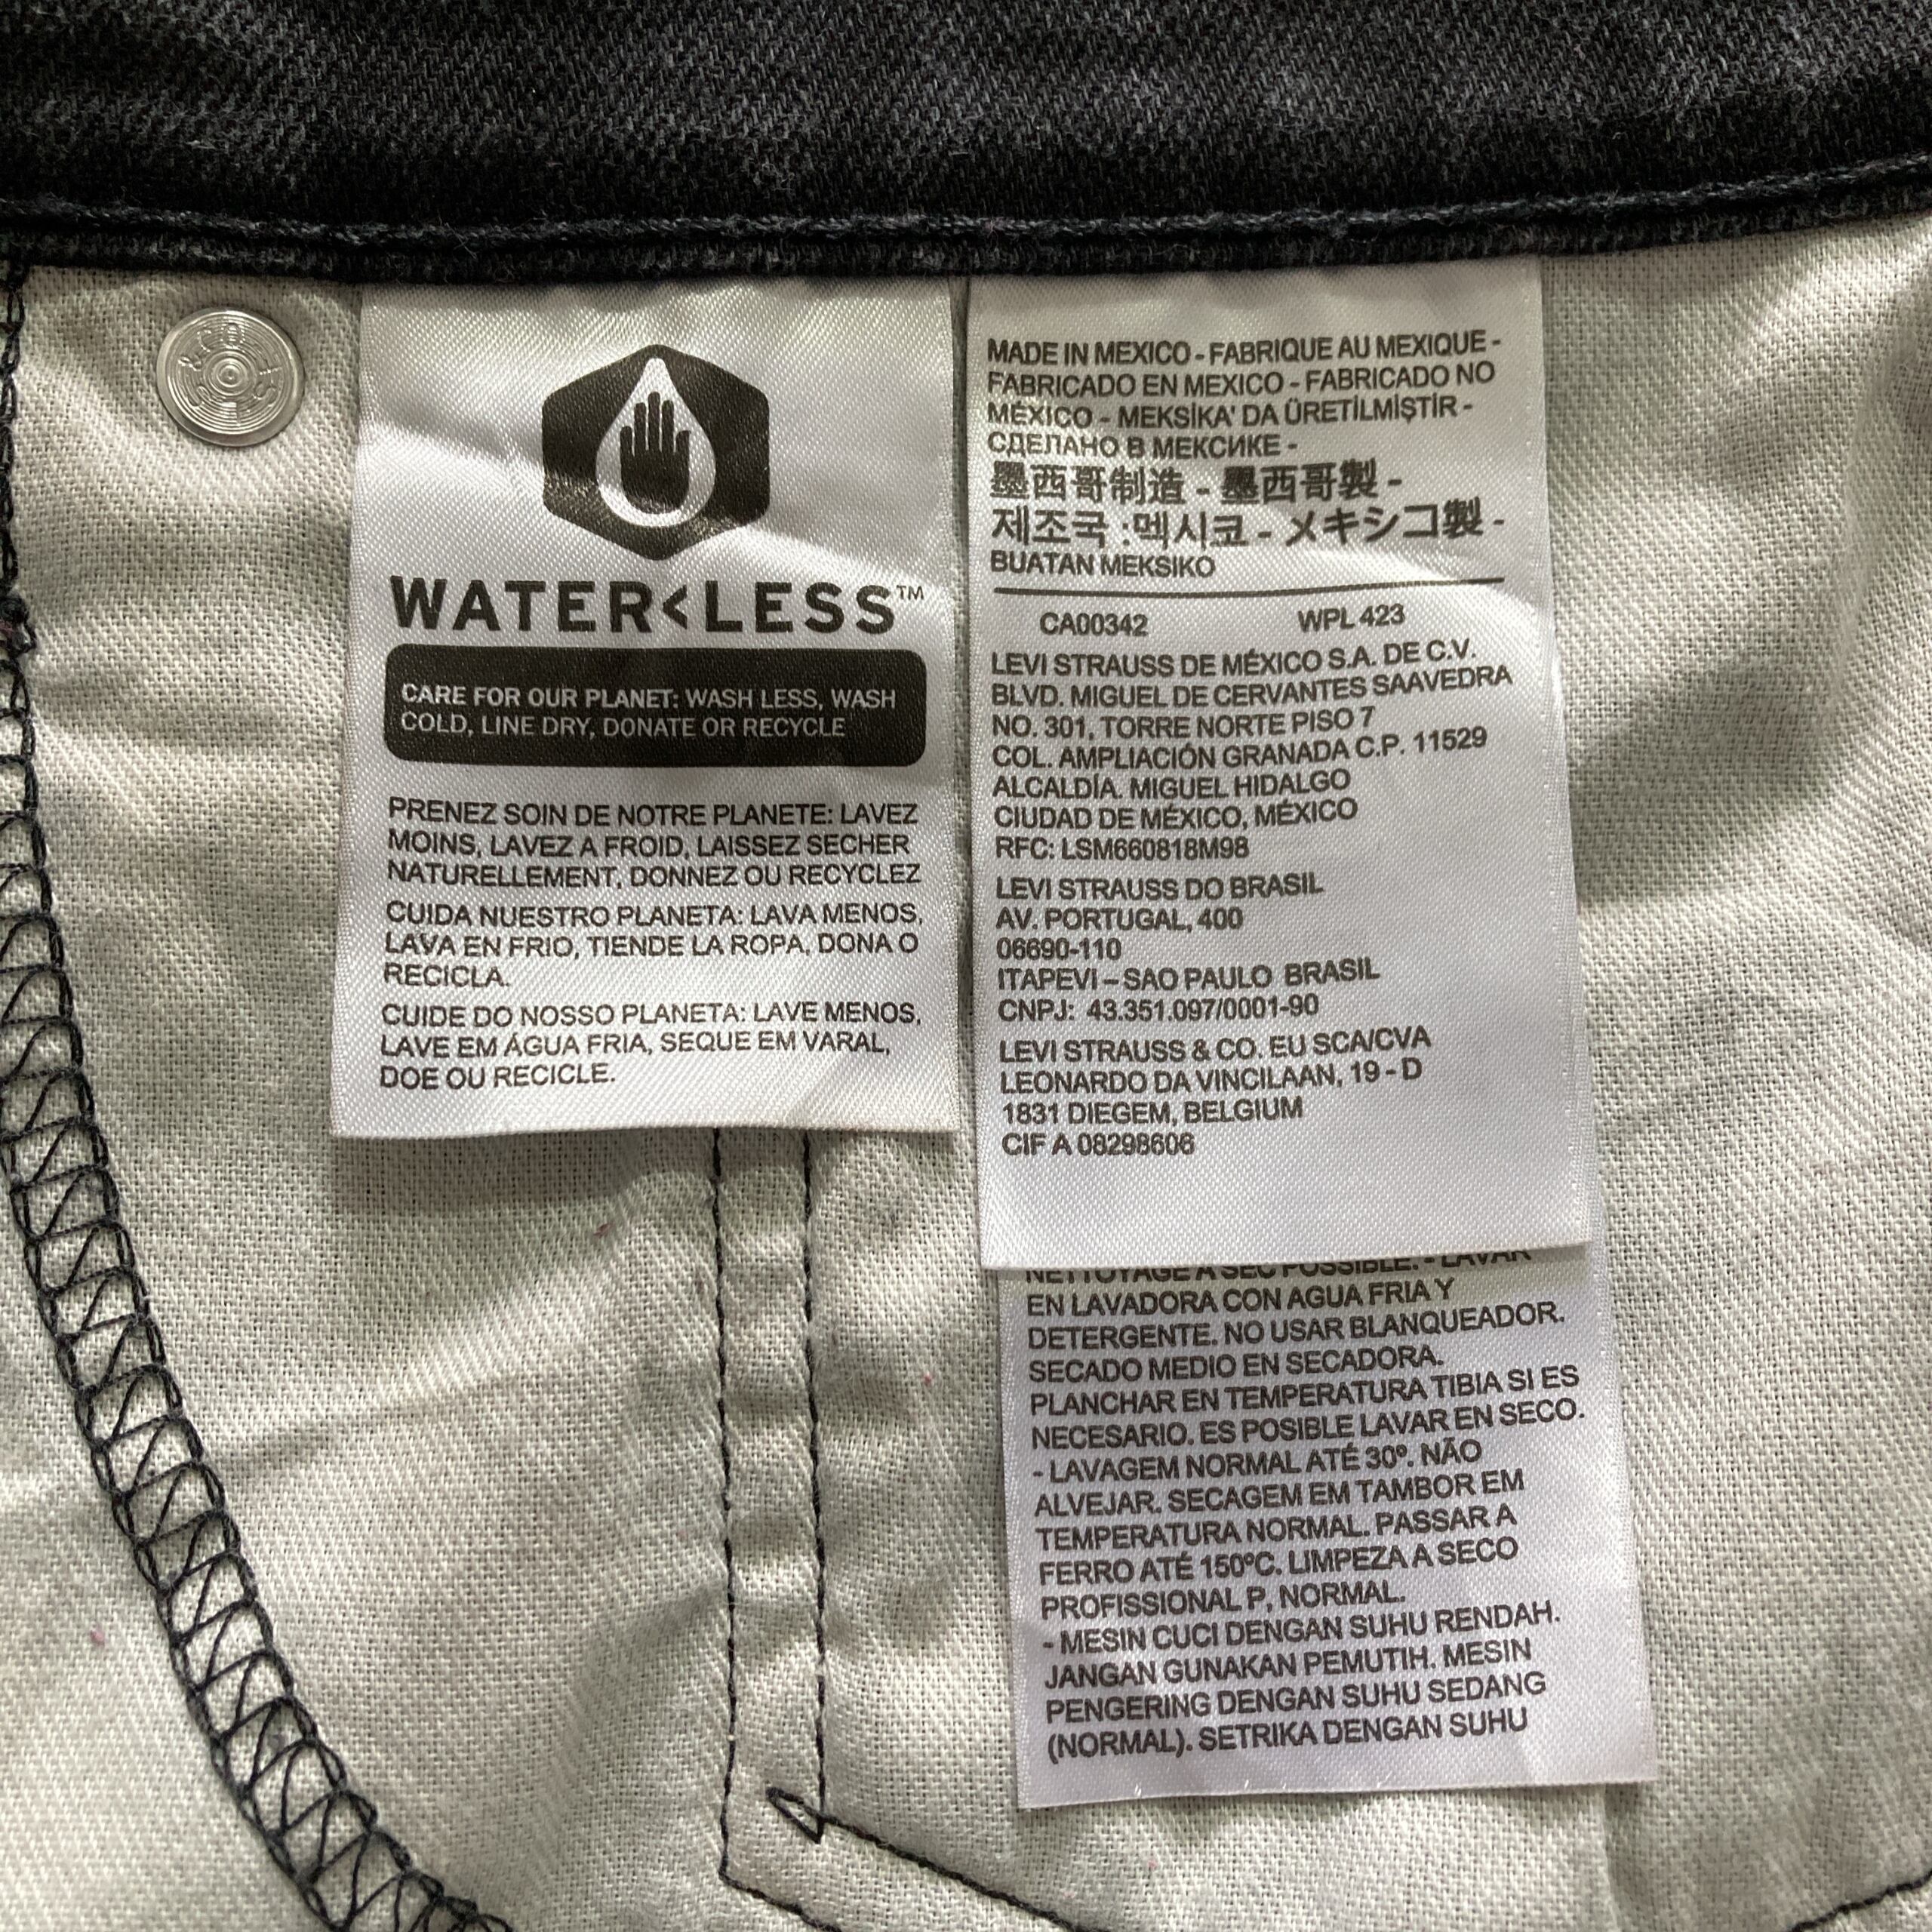 WATER<LESS™
CARE FOR OUR PLANET: WASH LESS, WASH
COLD, LINE DRY, DONATE OR RECYCLE
PRENEZ SOIN DE NOTRE PLANETE: LAVEZ
MOINS, LAVEZ A FROID, LAISSEZ SECHER
NATURELLEMENT, DONNEZ OU RECYCLEZ
CUIDA NUESTRO PLANETA: LAVA MENOS,
LAVA EN FRIO, TIENDE LA ROPA, DONA O
RECICLA.
CUIDE DO NOSSO PLANETA: LAVE MENOS,
LAVE EM ÁGUA FRIA, SEQUE EM VARAL,
DOE OU RECICLE.
MADE IN MEXICO - FABRIQUE AU MEXIQUE -
FABRICADO EN MEXICO - FABRICADO NO
MÉXICO - MEKSİKA' DA ÜRETİLMİŞTİR -
СДЕЛАНО В МЕКСИКЕ -
墨西哥制造 - 墨西哥製 -
제조국 :멕시코 - メキシコ製 -
BUATAN MEKSIKO
CA00342 WPL 423
LEVI STRAUSS DE MÉXICO S.A. DE C.V.
BLVD. MIGUEL DE CERVANTES SAAVEDRA
NO. 301, TORRE NORTE PISO 7
COL. AMPLIACIÓN GRANADA C.P. 11529
ALCALDÍA. MIGUEL HIDALGO
CIUDAD DE MÉXICO, MÉXICO
RFC: LSM660818M98
LEVI STRAUSS DO BRASIL
AV. PORTUGAL, 400
06690-110
ITAPEVI – SAO PAULO BRASIL
CNPJ: 43.351.097/0001-90
LEVI STRAUSS & CO. EU SCA/CVA
LEONARDO DA VINCILAAN, 19 - D
1831 DIEGEM, BELGIUM
CIF A 08298606
NETTOYAGE A SEC POSSIBLE. - LAVAR
EN LAVADORA CON AGUA FRIA Y
DETERGENTE. NO USAR BLANQUEADOR.
SECADO MEDIO EN SECADORA.
PLANCHAR EN TEMPERATURA TIBIA SI ES
NECESARIO. ES POSIBLE LAVAR EN SECO.
- LAVAGEM NORMAL ATÉ 30º. NÃO
ALVEJAR. SECAGEM EM TAMBOR EM
TEMPERATURA NORMAL. PASSAR A
FERRO ATÉ 150ºC. LIMPEZA A SECO
PROFISSIONAL P, NORMAL.
- MESIN CUCI DENGAN SUHU RENDAH.
JANGAN GUNAKAN PEMUTIH. MESIN
PENGERING DENGAN SUHU SEDANG
(NORMAL). SETRIKA DENGAN SUHU